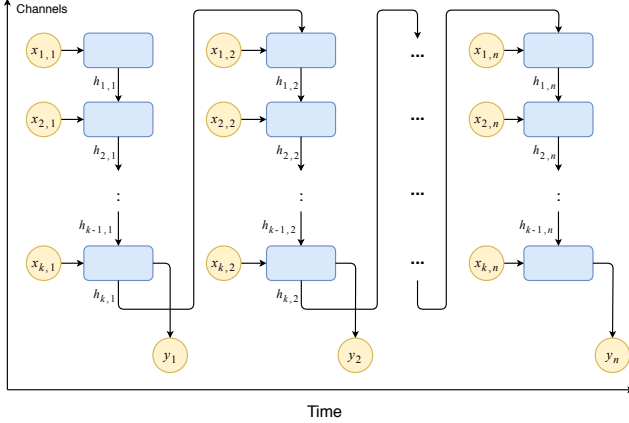 Channels
x1,1 x1,2 ... x1,n
h1,1 h1,2 h1,n
x2,1 x2,2 ... x2,n
h2,1 h2,2 h2,n
: : ... :
hk-1,1 hk-1,2 hk-1,n
xk,1 xk,2 ... xk,n
hk,1 hk,2
y1 y2 yn
Time